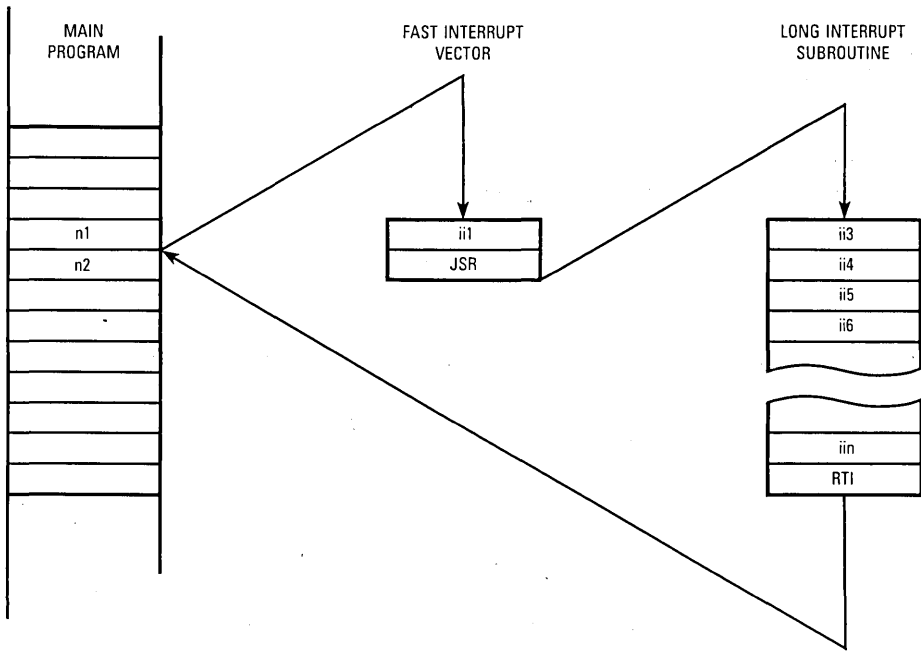 MAIN
PROGRAM
FAST INTERRUPT
VECTOR
LONG INTERRUPT
SUBROUTINE
n1
n2
ii1
JSR
ii3
ii4
ii5
ii6
iin
RTI